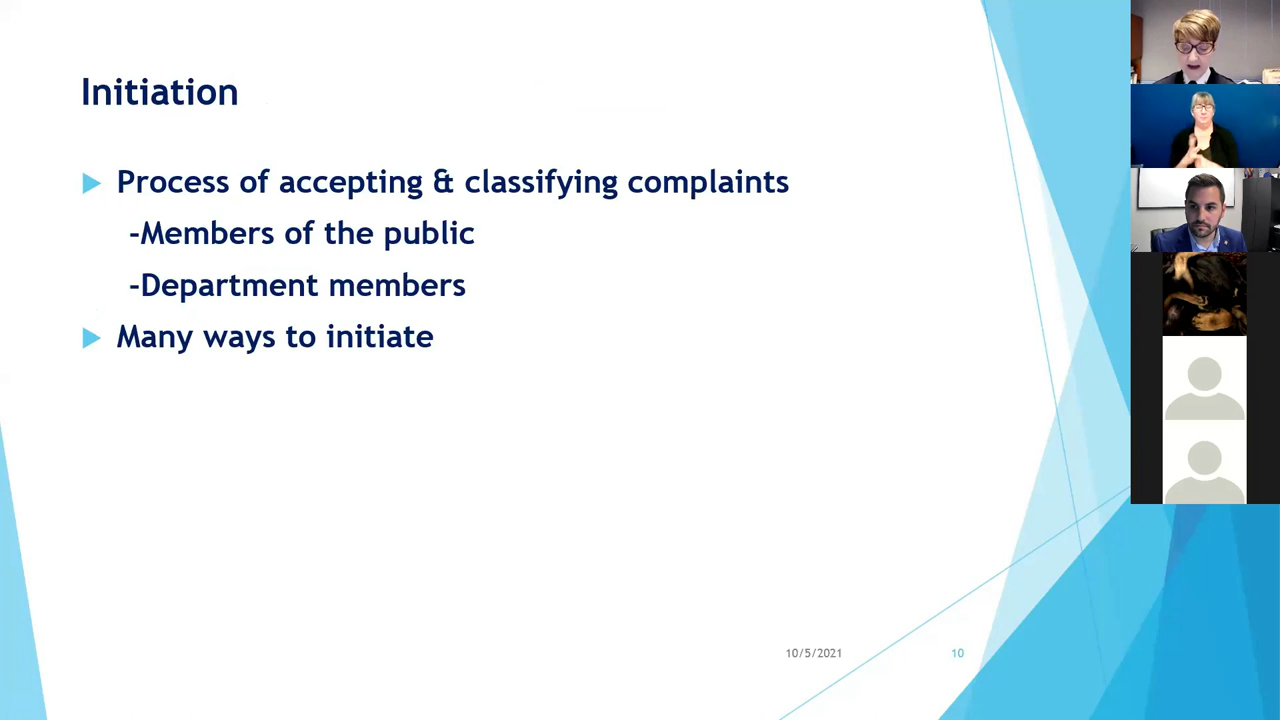 Initiation
Process of accepting & classifying complaints
-Members of the public
-Department members
Many ways to initiate
10/5/2021
10